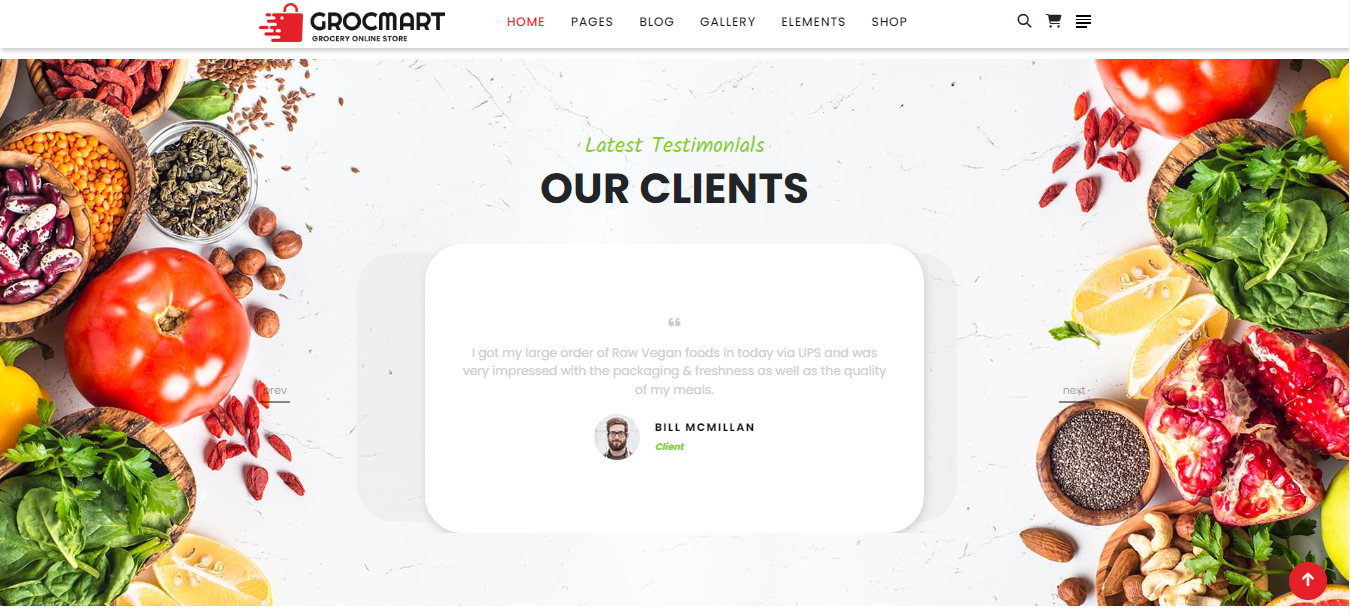 GROCMART
GROCERY ONLINE STORE
HOME PAGES BLOG GALLERY ELEMENTS SHOP
Latest Testimonials
OUR CLIENTS
“
I got my large order of Raw Vegan foods in today via UPS and was
very impressed with the packaging & freshness as well as the quality
of my meals.
prev
next
BILL MCMILLAN
Client